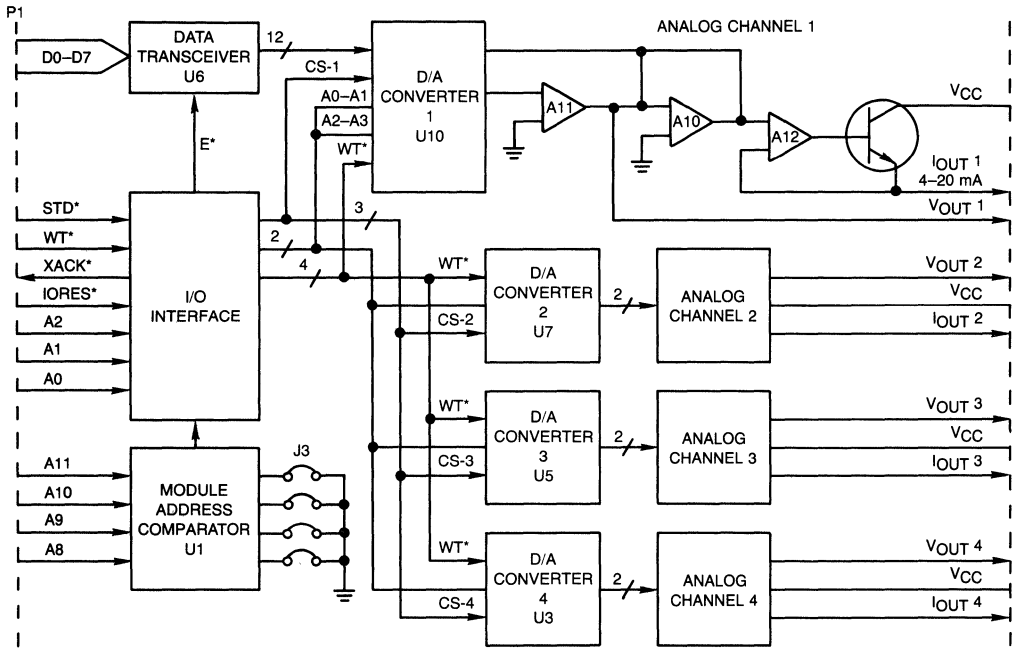 P1
D0–D7
DATA
TRANSCEIVER
U6
12
CS-1
A0–A1
A2–A3
WT*
D/A
CONVERTER
1
U10
ANALOG CHANNEL 1
A11
A10
A12
VCC
IOUT 1
4–20 mA
VOUT 1
E*
STD*
WT*
XACK*
IORES*
A2
A1
A0
I/O
INTERFACE
3
2
4
WT*
CS-2
D/A
CONVERTER
2
U7
2
ANALOG
CHANNEL 2
VOUT 2
VCC
IOUT 2
WT*
CS-3
D/A
CONVERTER
3
U5
2
ANALOG
CHANNEL 3
VOUT 3
VCC
IOUT 3
A11
A10
A9
A8
MODULE
ADDRESS
COMPARATOR
U1
J3
WT*
CS-4
D/A
CONVERTER
4
U3
2
ANALOG
CHANNEL 4
VOUT 4
VCC
IOUT 4